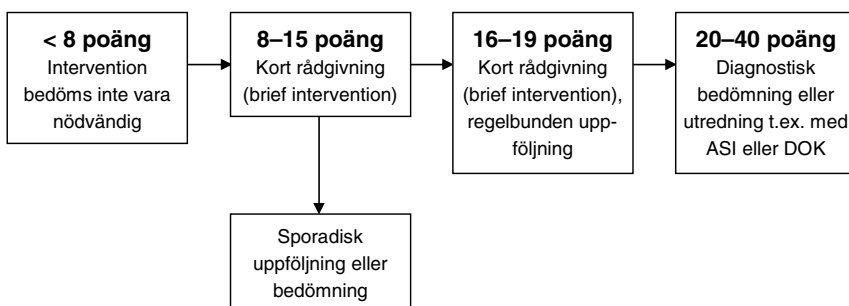 < 8 poäng
Intervention
bedöms inte vara
nödvändig
8–15 poäng
Kort rådgivning
(brief intervention)
16–19 poäng
Kort rådgivning
(brief intervention),
regelbunden upp-
följning
20–40 poäng
Diagnostisk
bedömning eller
utredning t.ex. med
ASI eller DOK
Sporadisk
uppföljning eller
bedömning